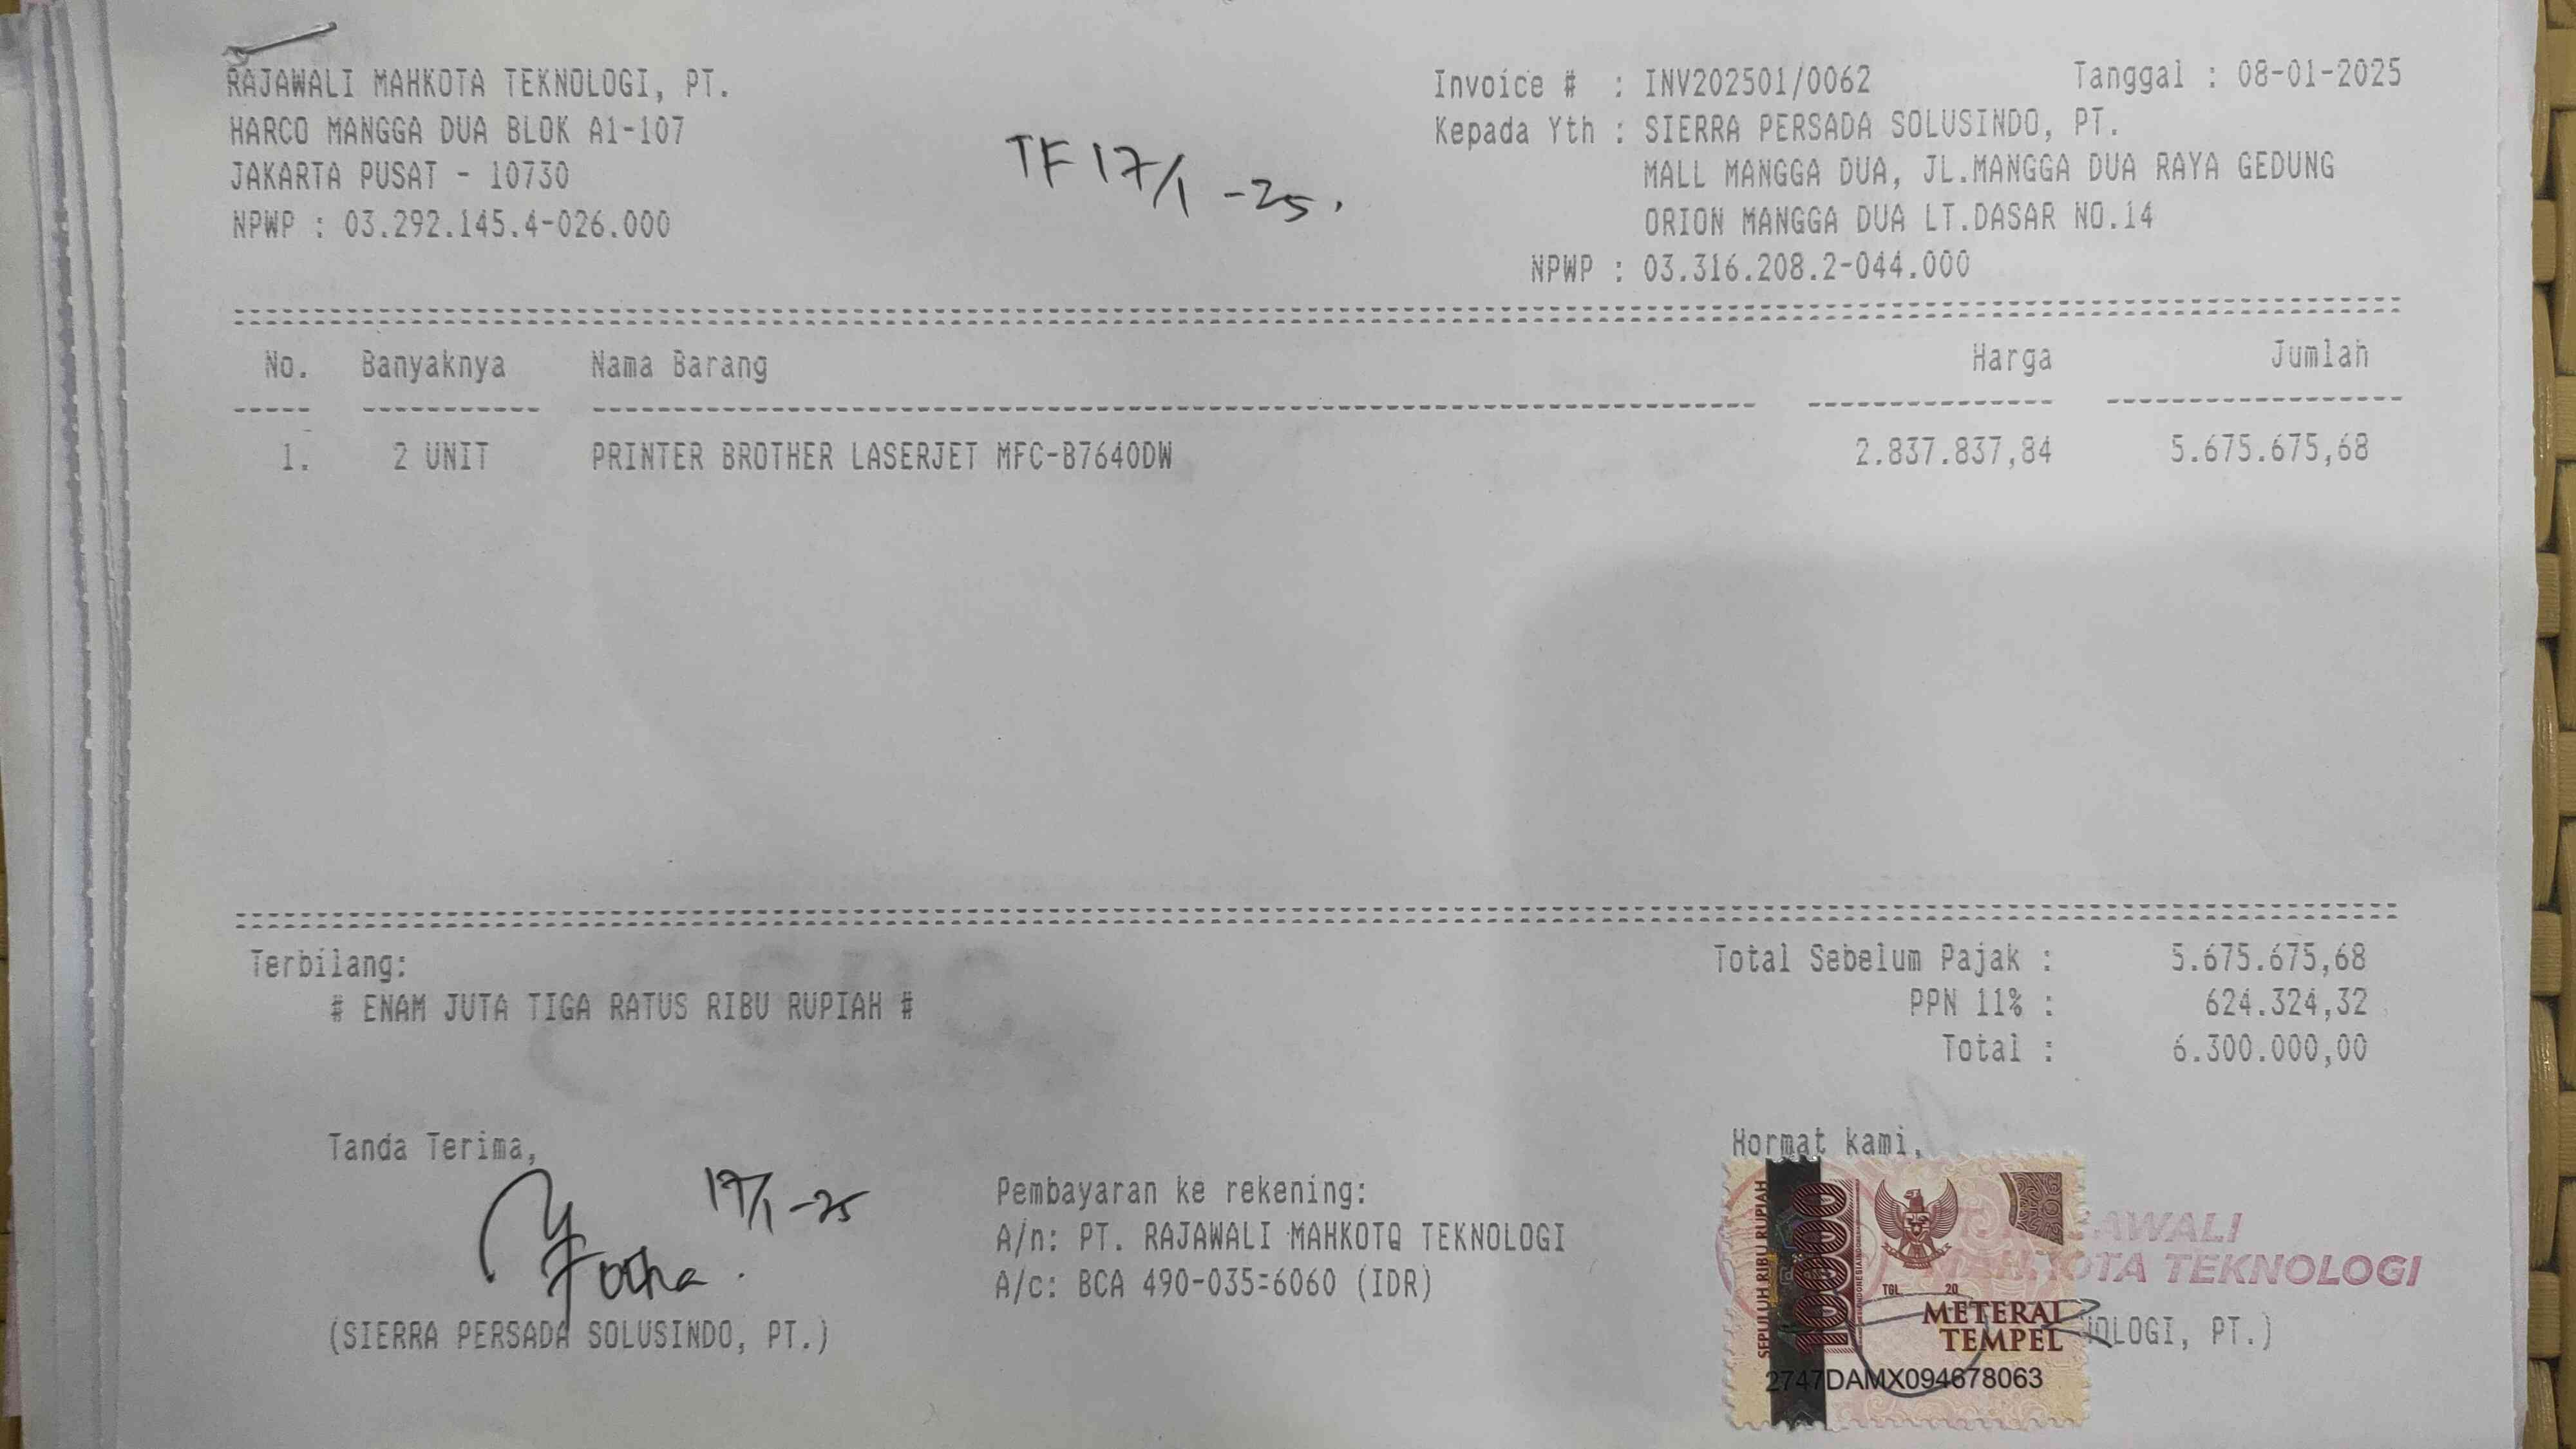 RAJAWALI MAHKOTA TEKNOLOGI, PT.
HARCO MANGGA DUA BLOK A1-107
JAKARTA PUSAT - 10730
NPWP : 03.292.145.4-026.000
TF 17/1 -25.
Invoice # : INV202501/0062 Tanggal : 08-01-2025
Kepada Yth : SIERRA PERSADA SOLUSINDO, PT.
MALL MANGGA DUA, JL.MANGGA DUA RAYA GEDUNG
ORION MANGGA DUA LT.DASAR NO.14
NPWP : 03.316.208.2-044.000
No. Banyaknya Nama Barang Harga Jumlah
1. 2 UNIT PRINTER BROTHER LASERJET MFC-B7640DW 2.837.837,84 5.675.675,68
Terbilang:
# ENAM JUTA TIGA RATUS RIBU RUPIAH #
Total Sebelum Pajak : 5.675.675,68
PPN 11% : 624.324,32
Total : 6.300.000,00
Tanda Terima,
17/1 -25
(SIERRA PERSADA SOLUSINDO, PT.)
Pembayaran ke rekening:
A/n: PT. RAJAWALI MAHKOTQ TEKNOLOGI
A/c: BCA 490-035=6060 (IDR)
Hormat kami,
AWALI
OTA TEKNOLOGI
SEPULUH RIBU RUPIAH
10000
TGL 20
METERAI
TEMPEL
OLOGI, PT.)
2747DAMX094678063